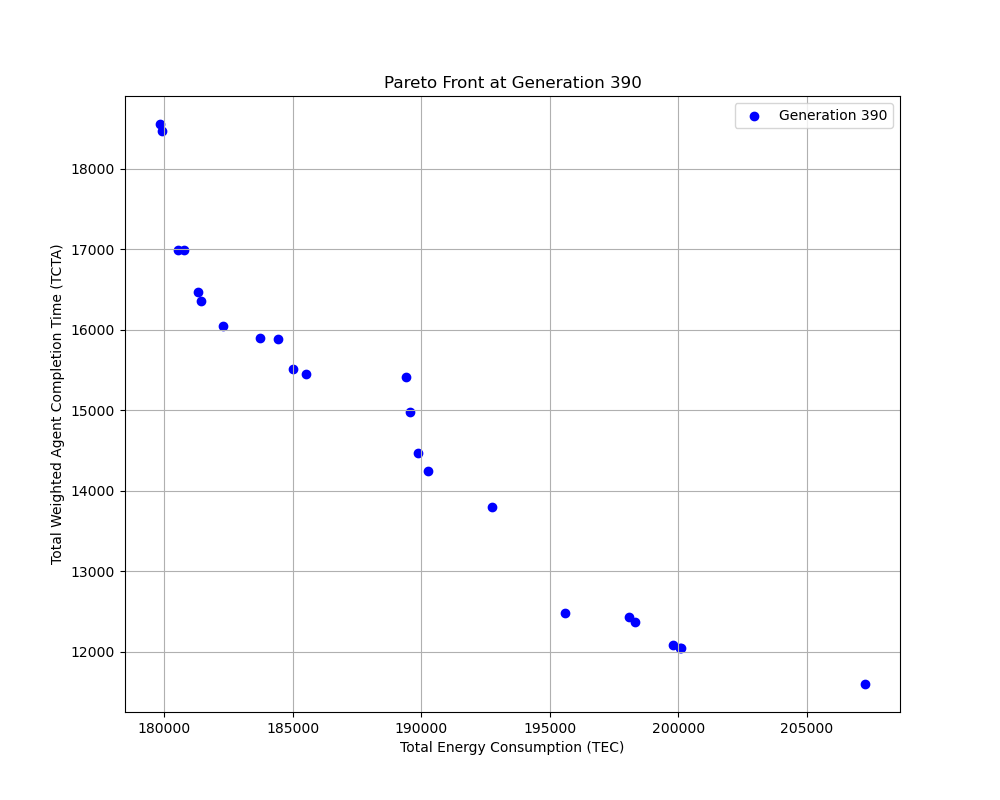 Pareto Front at Generation 390
Generation 390
Total Weighted Agent Completion Time (TCTA)
18000
17000
16000
15000
14000
13000
12000
180000 185000 190000 195000 200000 205000
Total Energy Consumption (TEC)